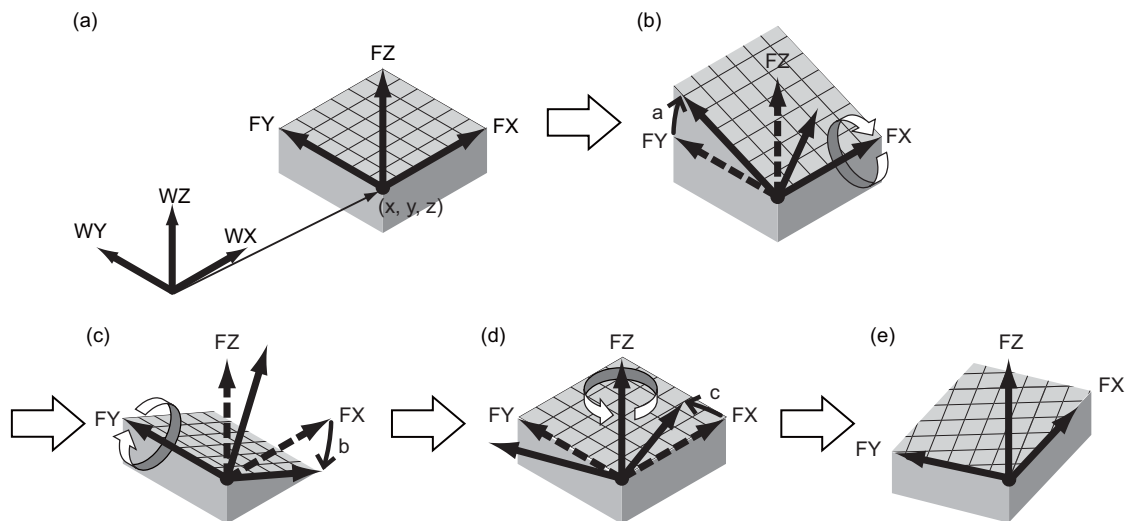 (a)
FZ
FY
FX
(x, y, z)
WZ
WY
WX
(b)
FZ
a
FY
FX
(c)
FZ
FY
FX
b
(d)
FZ
FY
c
FX
(e)
FZ
FX
FY